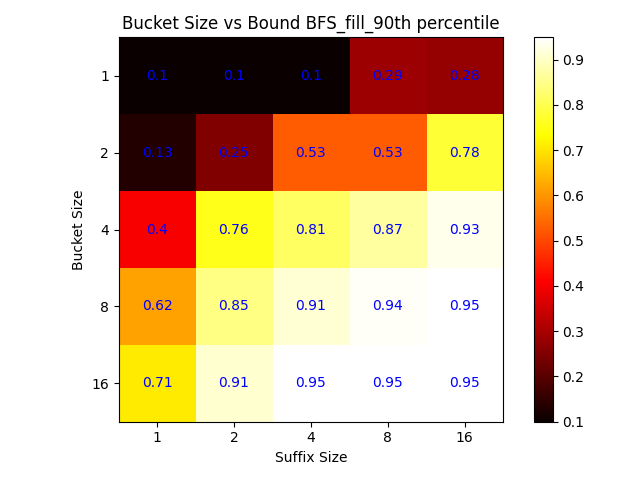 Bucket Size vs Bound BFS_fill_90th percentile
1 0.1 0.1 0.1 0.29 0.28
2 0.13 0.25 0.53 0.53 0.78
4 0.4 0.76 0.81 0.87 0.93
8 0.62 0.85 0.91 0.94 0.95
16 0.71 0.91 0.95 0.95 0.95
1 2 4 8 16
Suffix Size
Bucket Size
0.9
0.8
0.7
0.6
0.5
0.4
0.3
0.2
0.1